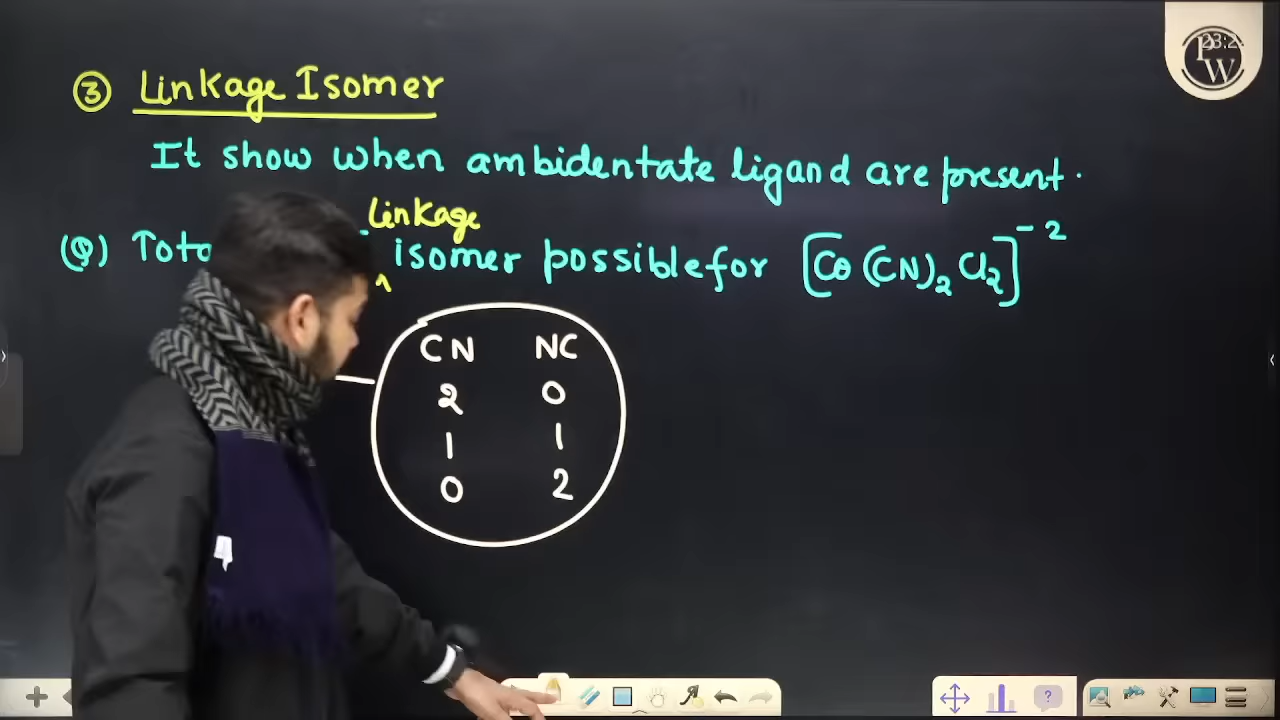 ③ Linkage Isomer
It show when ambidentate ligand are present.
Linkage
(Q) isomer possible for [Co(CN)₂Cl₂]⁻²
CN NC
2 0
1 1
0 2
PW